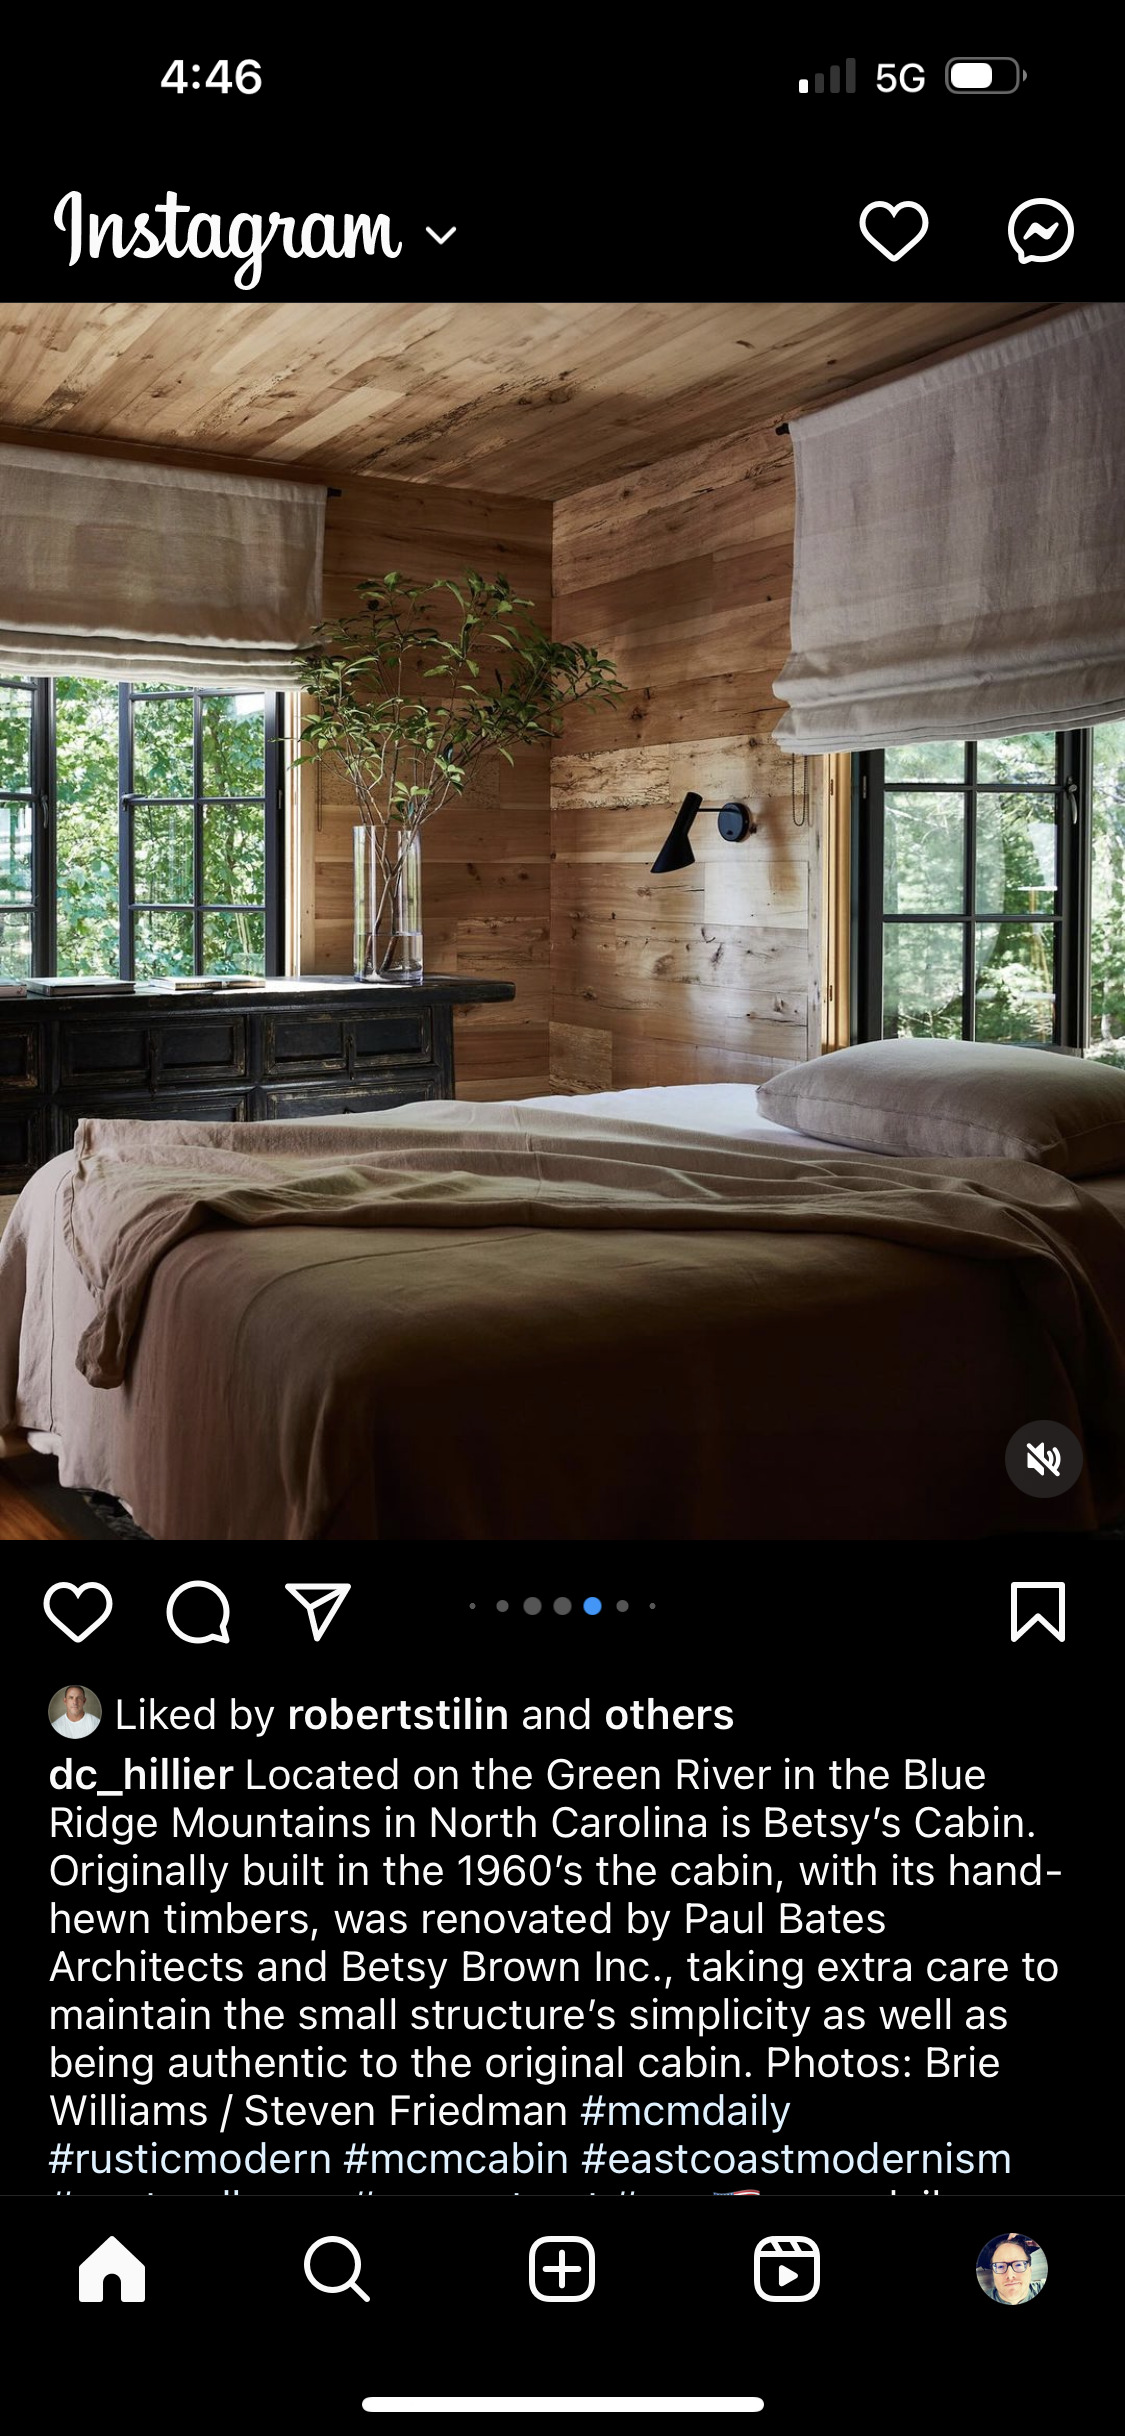 4:46
5G
Instagram
Liked by robertstilin and others
dc_hillier Located on the Green River in the Blue
Ridge Mountains in North Carolina is Betsy’s Cabin.
Originally built in the 1960’s the cabin, with its hand-
hewn timbers, was renovated by Paul Bates
Architects and Betsy Brown Inc., taking extra care to
maintain the small structure’s simplicity as well as
being authentic to the original cabin. Photos: Brie
Williams / Steven Friedman #mcmdaily
#rusticmodern #mcmcabin #eastcoastmodernism